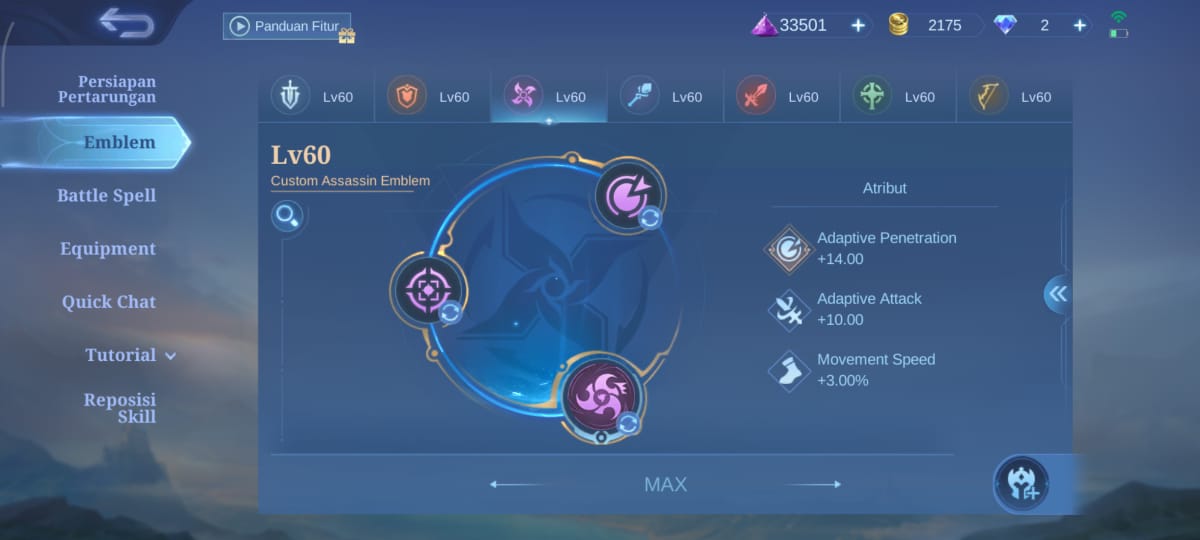 Panduan Fitur
33501
2175
2
Persiapan
Pertarungan
Emblem
Battle Spell
Equipment
Quick Chat
Tutorial
Reposisi
Skill
Lv60
Lv60
Lv60
Lv60
Lv60
Lv60
Lv60
Lv60
Custom Assassin Emblem
Atribut
Adaptive Penetration
+14.00
Adaptive Attack
+10.00
Movement Speed
+3.00%
MAX